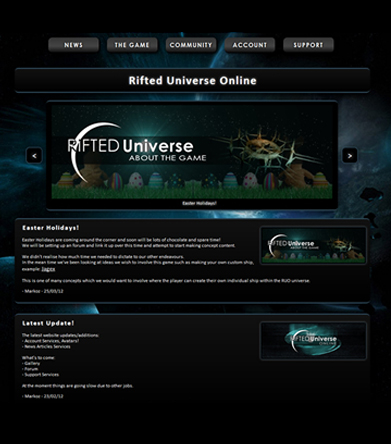 NEWS
THE GAME
COMMUNITY
ACCOUNT
SUPPORT
Rifted Universe Online
<
RiFTED Universe
ABOUT THE GAME
>
Easter Holidays!
Easter Holidays!
Easter Holidays are coming around the corner and soon will be lots of chocolate and spare time!
We will be setting up an forum and link it up over this time and attempt to start making concept content.
We didn't realise how much time we needed to dictate to our other endeavours.
In the mean time we've been looking at ideas we wish to involve this game such as making your own custom ship,
example:
This is one of many concepts which we would want to involve where the player can create their own individual ship within the RUO universe.
- Markoz - 25/03/12
RiFTED Universe
ABOUT THE GAME
Latest Update!
The latest website updates/additions:
- Account Services, Avatars!
- News Articles Services
What's to come:
- Gallery
- Forum
- Support Services
At the moment things are going slow due to other jobs.
- Markoz - 23/02/12
RiFTED Universe